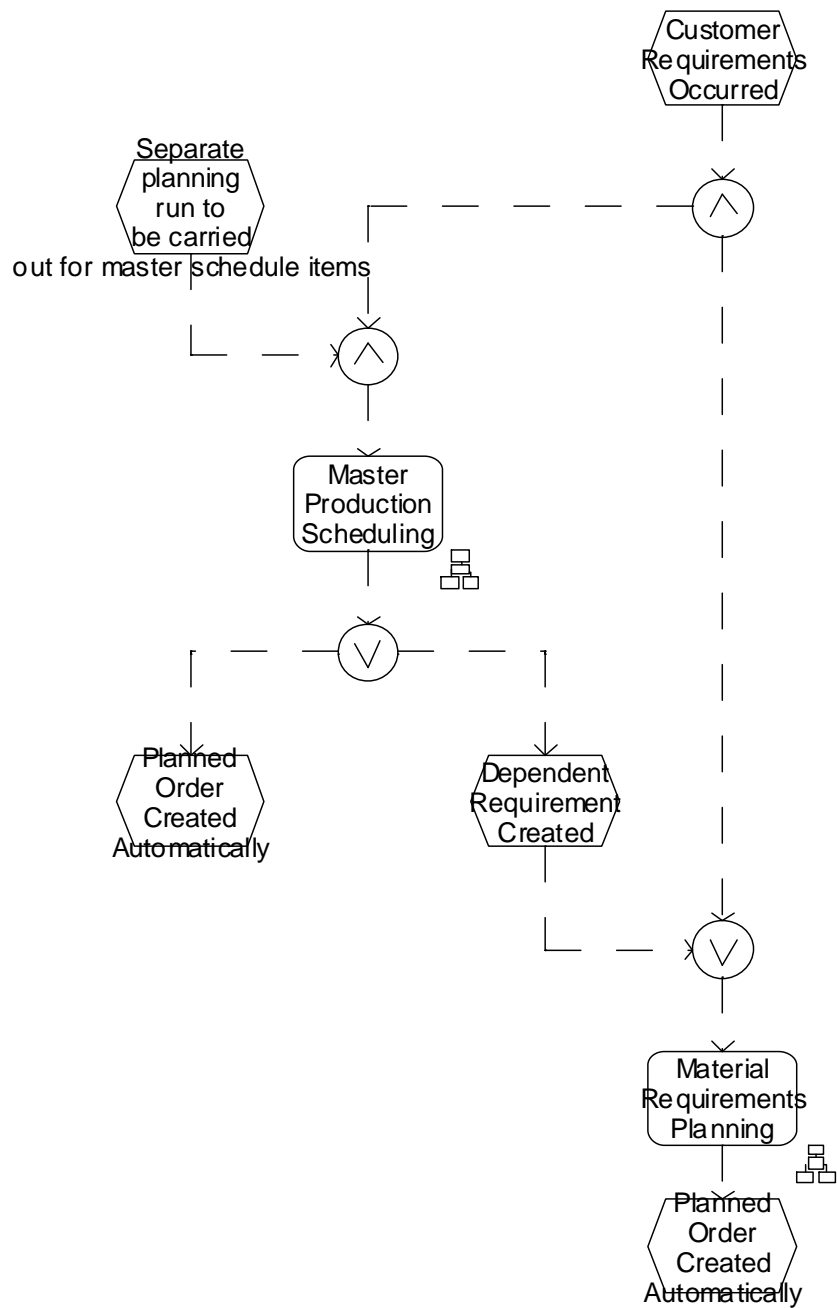 Customer
Requirements
Occurred
Separate
planning
run to
be carried
out for master schedule items
Master
Production
Scheduling
Planned
Order
Created
Automatically
Dependent
Requirement
Created
Material
Requirements
Planning
Planned
Order
Created
Automatically